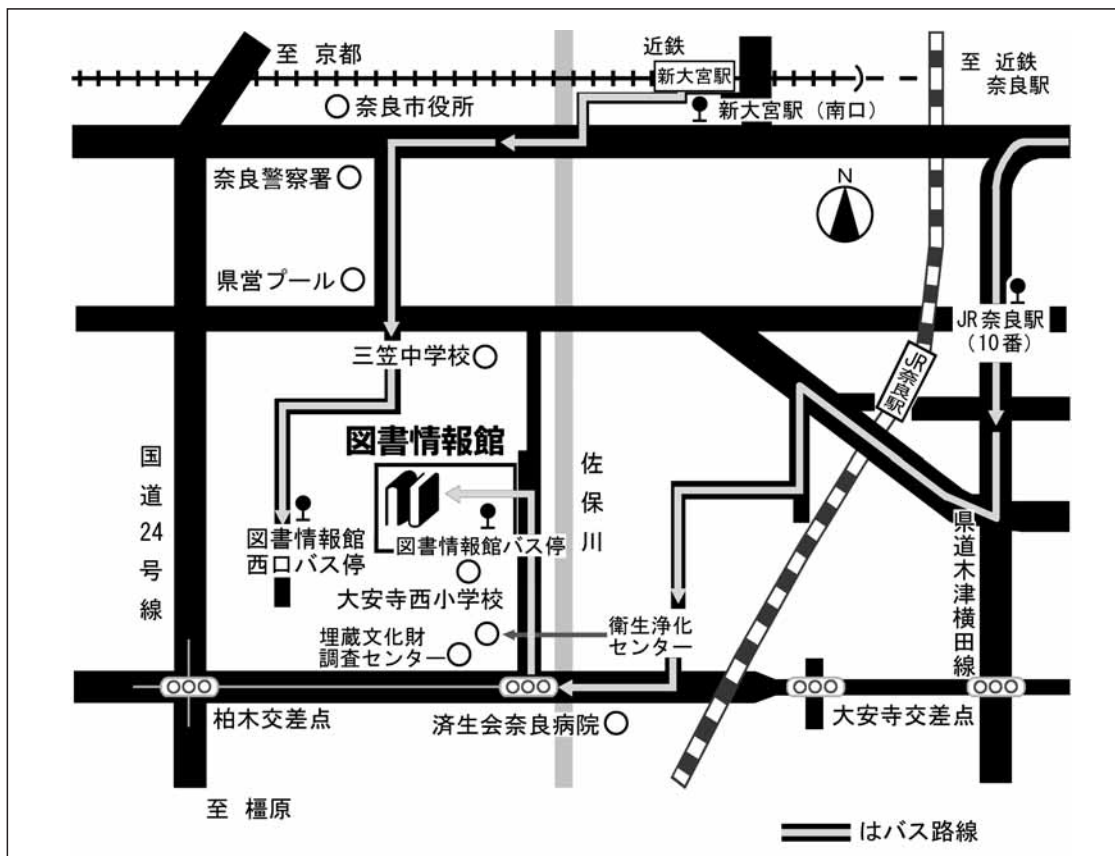 至 京都
近鉄
新大宮駅
至 近鉄
奈良駅
奈良市役所
新大宮駅（南口）
奈良警察署
N
県営プール
JR奈良駅
（10番）
三笠中学校
JR奈良駅
図書情報館
国道24号線
佐保川
図書情報館
西口バス停
図書情報館バス停
県道木津横田線
大安寺西小学校
埋蔵文化財
調査センター
衛生浄化
センター
柏木交差点
済生会奈良病院
大安寺交差点
至 橿原
はバス路線